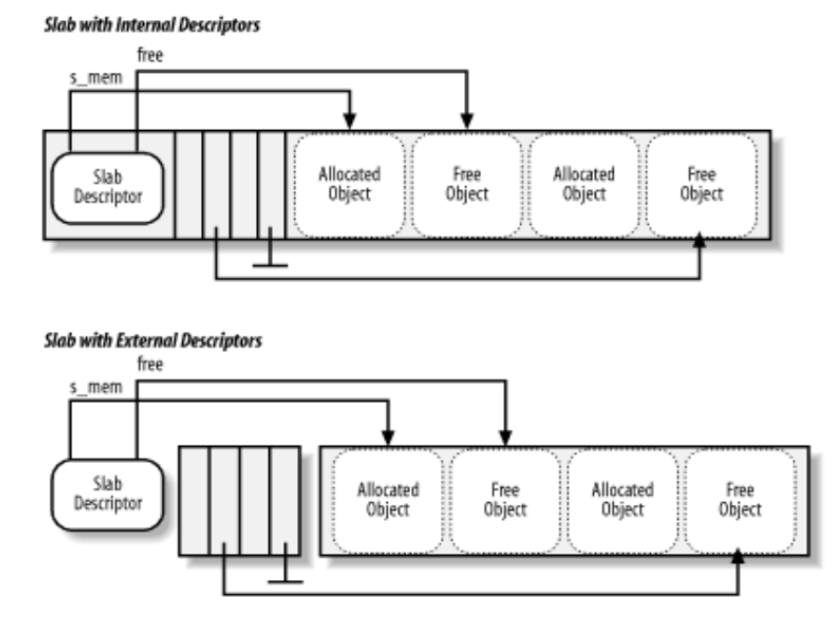 Slab with Internal Descriptors
free
s_mem
Slab
Descriptor
Allocated
Object
Free
Object
Allocated
Object
Free
Object
Slab with External Descriptors
free
s_mem
Slab
Descriptor
Allocated
Object
Free
Object
Allocated
Object
Free
Object